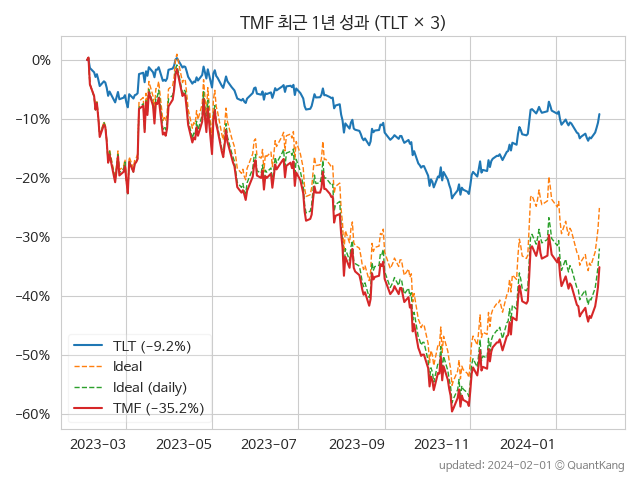 TMF 최근 1년 성과 (TLT × 3)
0%
−10%
−20%
−30%
−40%
−50%
−60%
TLT (−9.2%)
Ideal
Ideal (daily)
TMF (−35.2%)
2023-03
2023-05
2023-07
2023-09
2023-11
2024-01
updated: 2024-02-01 © QuantKang